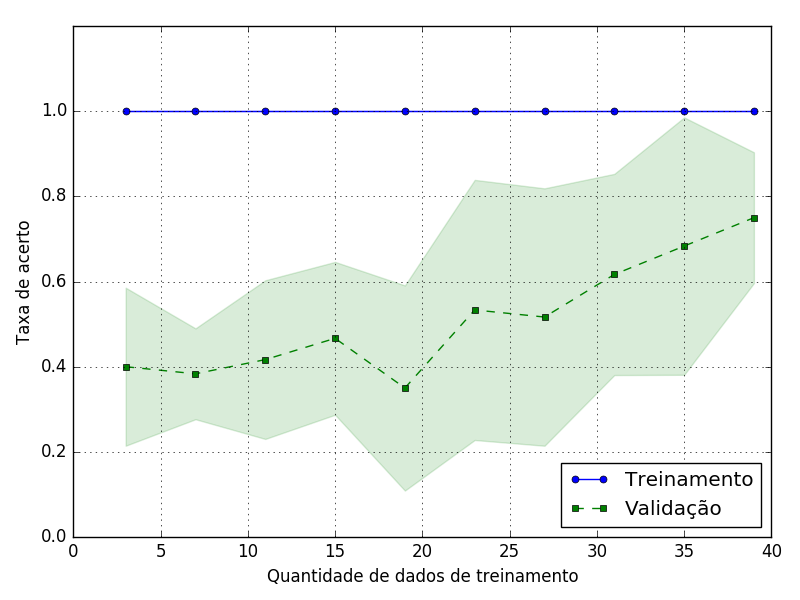 1.0
0.8
0.6
0.4
0.2
0.0
Taxa de acerto
0 5 10 15 20 25 30 35 40
Quantidade de dados de treinamento
Treinamento
Validação